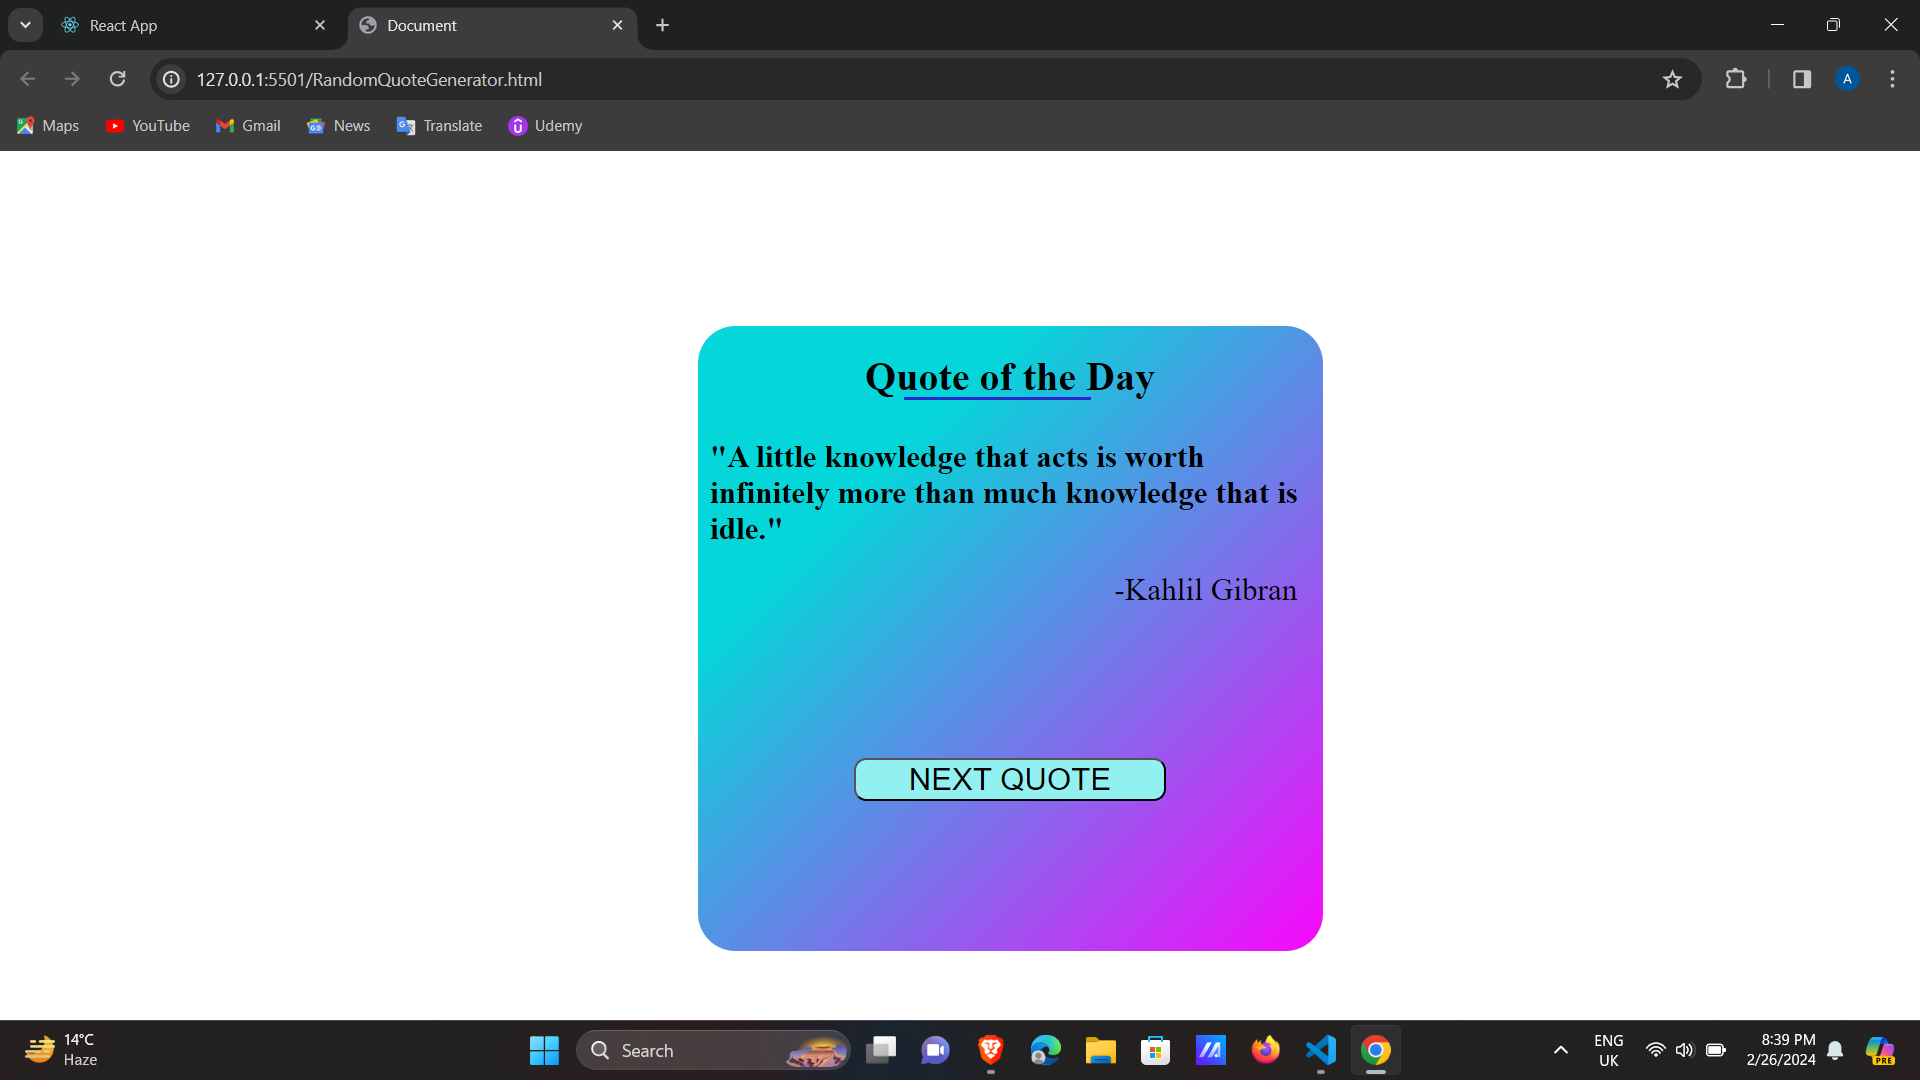 React App
Document
127.0.0.1:5501/RandomQuoteGenerator.html
A
Maps
YouTube
Gmail
News
Translate
Udemy
Quote of the Day
"A little knowledge that acts is worth
infinitely more than much knowledge that is
idle."
-Kahlil Gibran
NEXT QUOTE
14°C
Haze
Search
ENG
UK
8:39 PM
2/26/2024
PRE